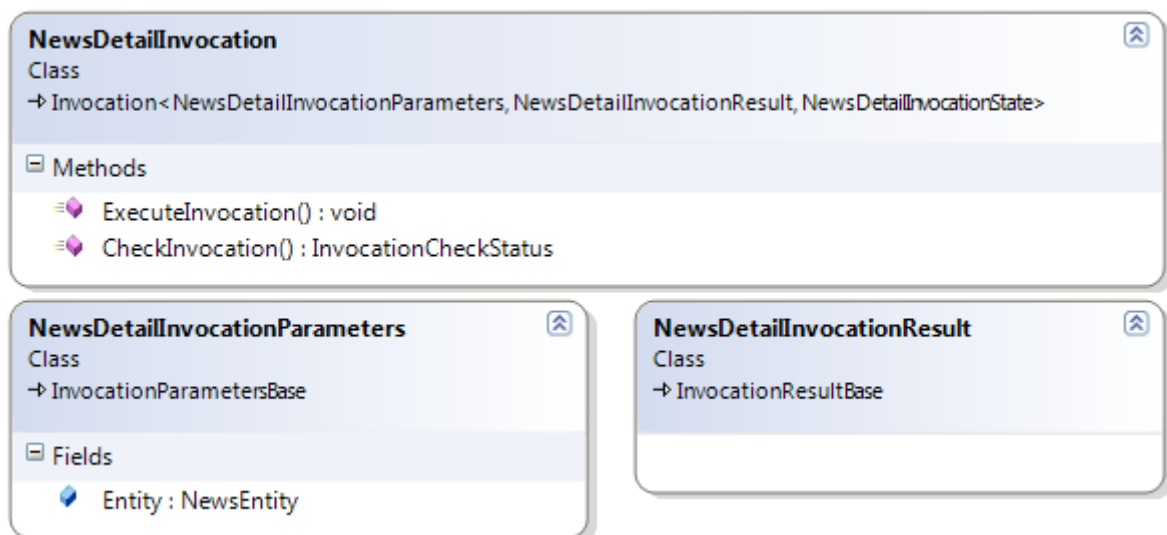 NewsDetailInvocation
Class
Invocation<NewsDetailInvocationParameters, NewsDetailInvocationResult, NewsDetailInvocationState>
Methods
ExecuteInvocation() : void
CheckInvocation() : InvocationCheckStatus
NewsDetailInvocationParameters
Class
InvocationParametersBase
Fields
Entity : NewsEntity
NewsDetailInvocationResult
Class
InvocationResultBase